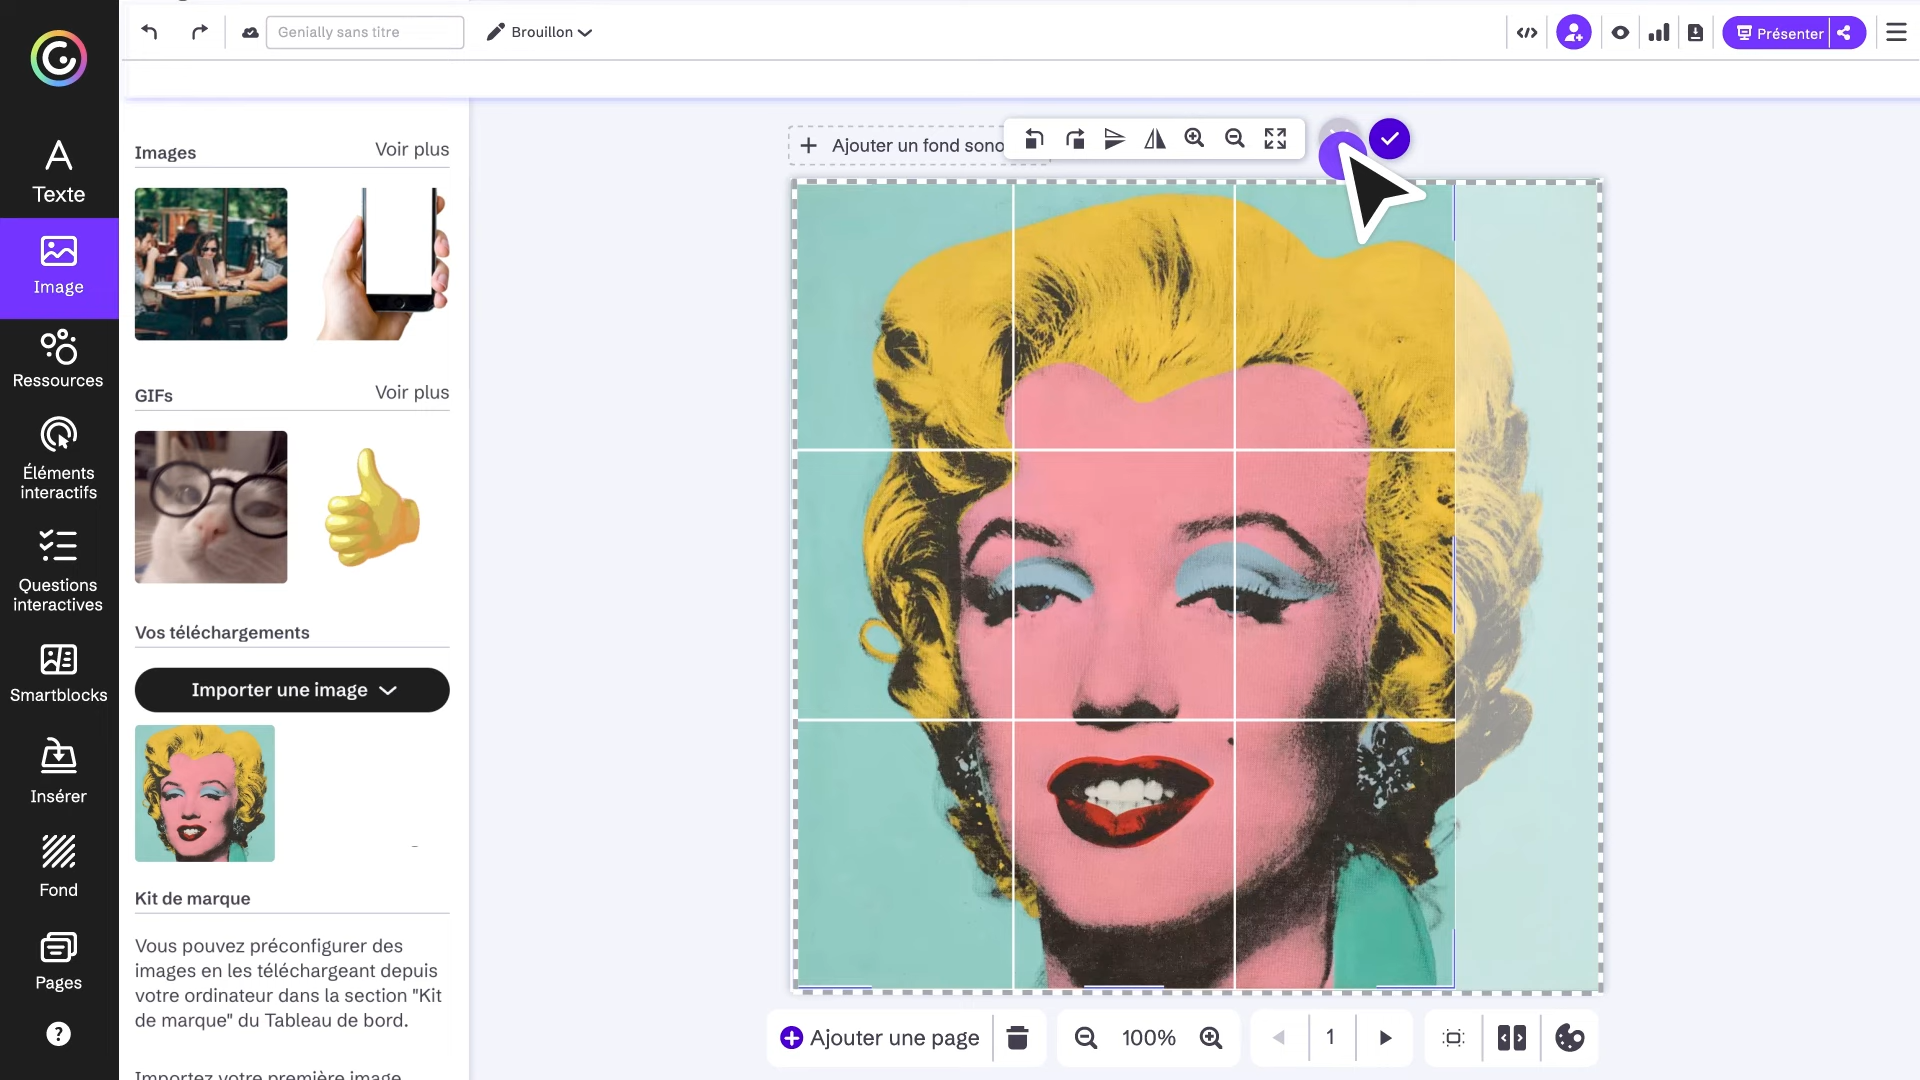 Genially sans titre
Brouillon
Présenter
Texte
Image
Ressources
Éléments
interactifs
Questions
interactives
Smartblocks
Insérer
Fond
Pages
?
Images
Voir plus
GIFs
Voir plus
Vos téléchargements
Importer une image
Kit de marque
Vous pouvez préconfigurer des
images en les téléchargeant depuis
votre ordinateur dans la section "Kit
de marque" du Tableau de bord.
Importez votre première image
Ajouter un fond sono
Ajouter une page
100%
1